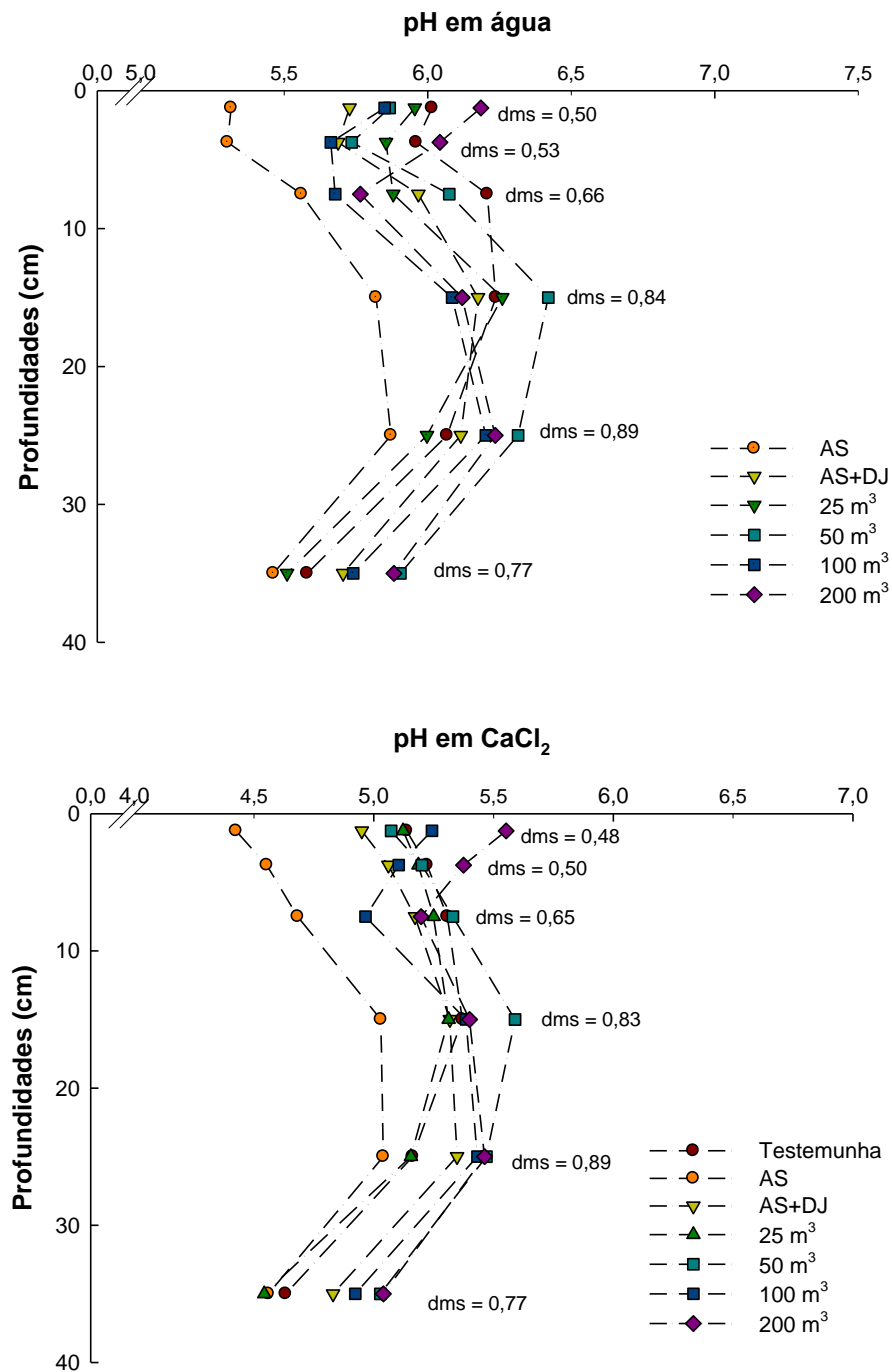 pH em água
0,0 5,0 5,5 6,0 6,5 7,0 7,5
0
dms = 0,50
dms = 0,53
dms = 0,66
10
dms = 0,84
20
dms = 0,89
Profundidades (cm)
AS
AS+DJ
25 m³
30
50 m³
100 m³
dms = 0,77
200 m³
40
pH em CaCl₂
0,0 4,0 4,5 5,0 5,5 6,0 6,5 7,0
0
dms = 0,48
dms = 0,50
dms = 0,65
10
dms = 0,83
20
Profundidades (cm)
dms = 0,89
Testemunha
AS
AS+DJ
30
25 m³
50 m³
dms = 0,77
100 m³
200 m³
40